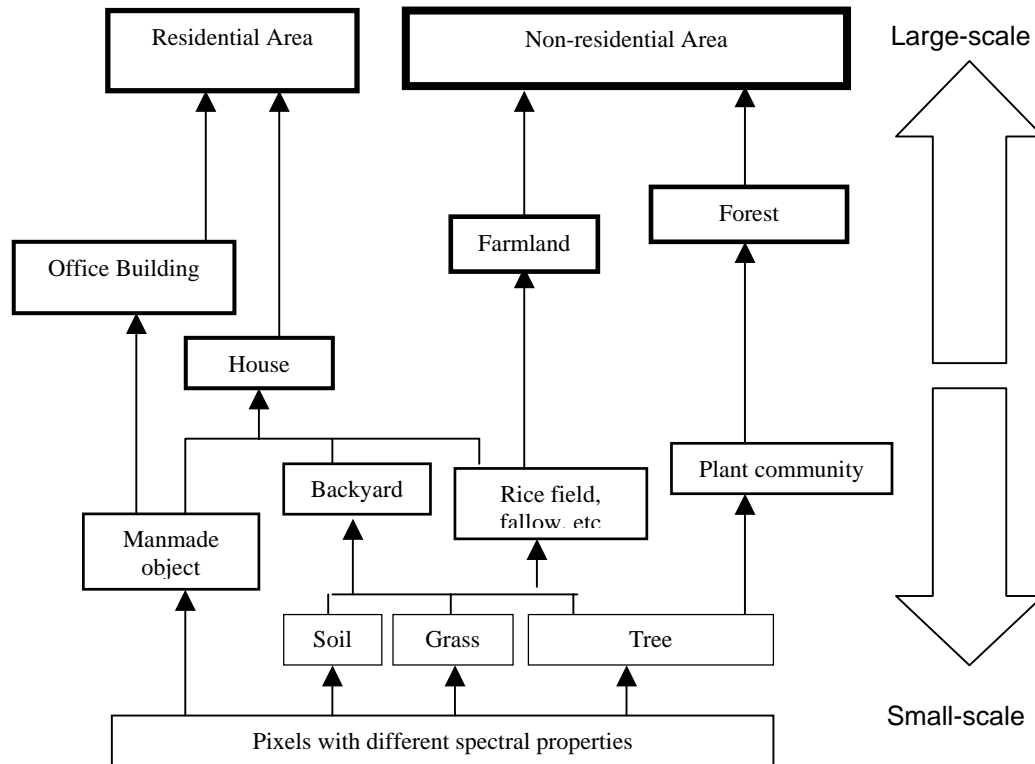 Residential Area
Non-residential Area
Large-scale
Forest
Farmland
Office Building
House
Plant community
Backyard
Rice field,
fallow, etc
Manmade
object
Soil
Grass
Tree
Small-scale
Pixels with different spectral properties